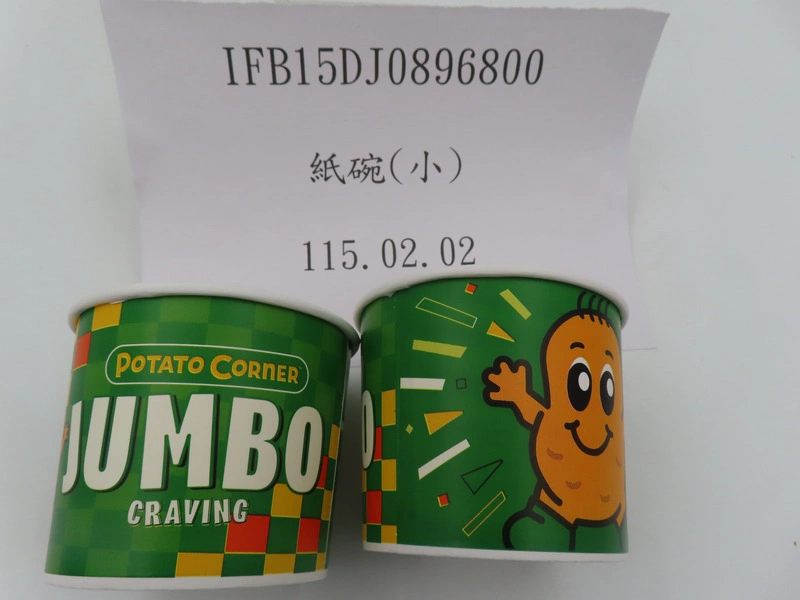 IFB15DJ0896800
紙碗(小)
115.02.02
POTATO CORNER
JUMBO
CRAVING